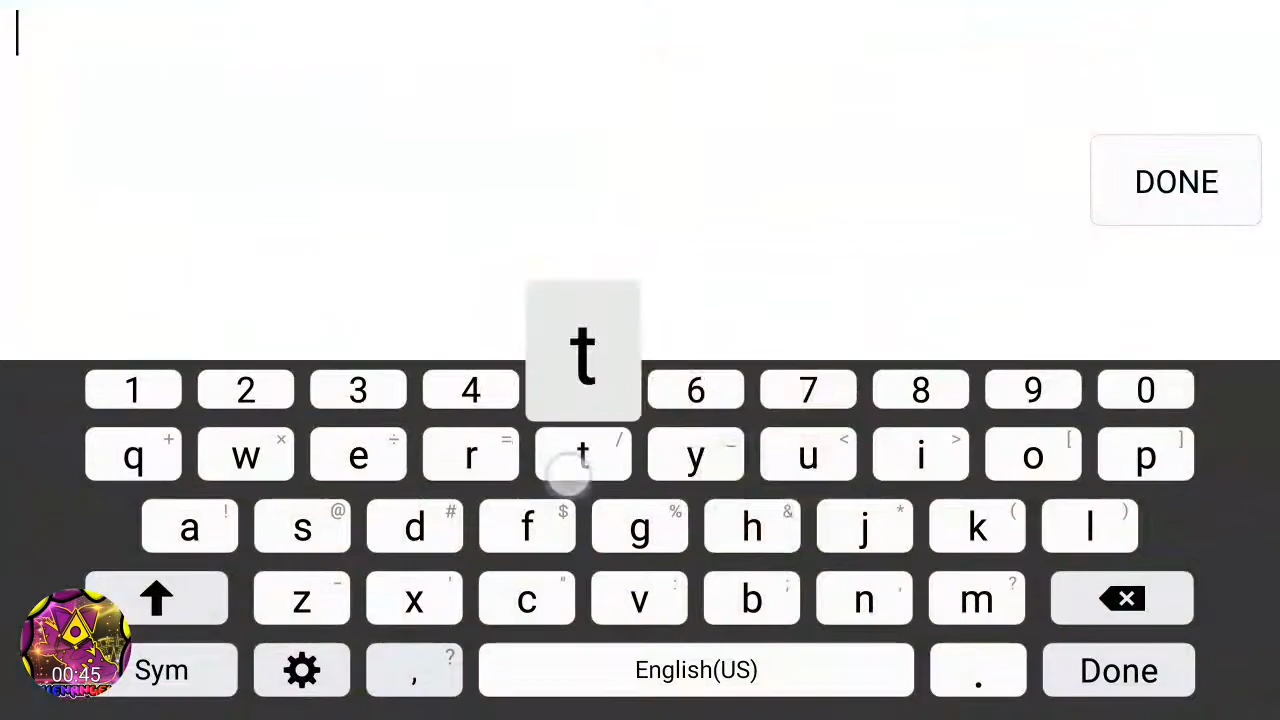 DONE
t
1 2 3 4 6 7 8 9 0
q + w × e ÷ r = t / y _ u < i > o [ p ]
a ! s @ d # f $ g % h & j * k ( l )
z - x ' c " v : b ; n , m ?
Sym , ? English(US) . Done
00:45